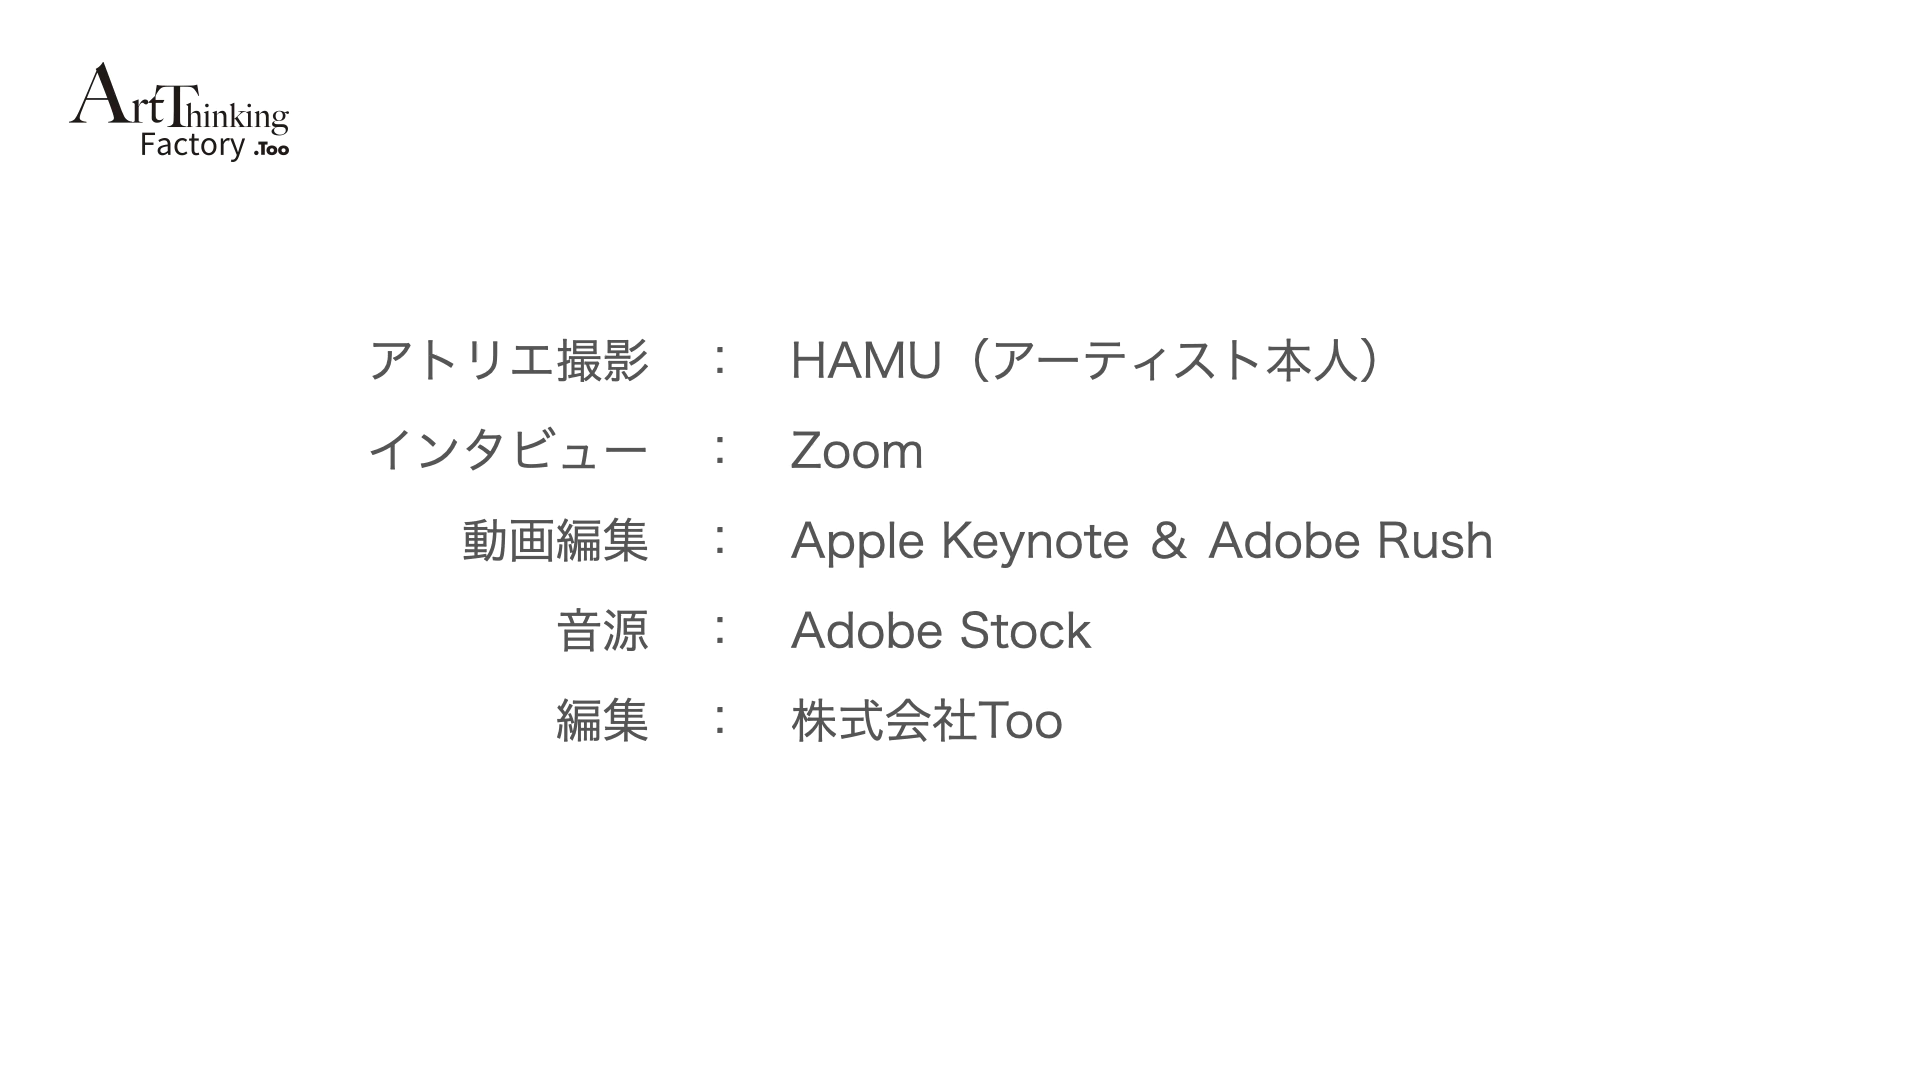 ArtThinking
Factory .Too
アトリエ撮影 ： HAMU（アーティスト本人）
インタビュー ： Zoom
動画編集 ： Apple Keynote ＆ Adobe Rush
音源 ： Adobe Stock
編集 ： 株式会社Too